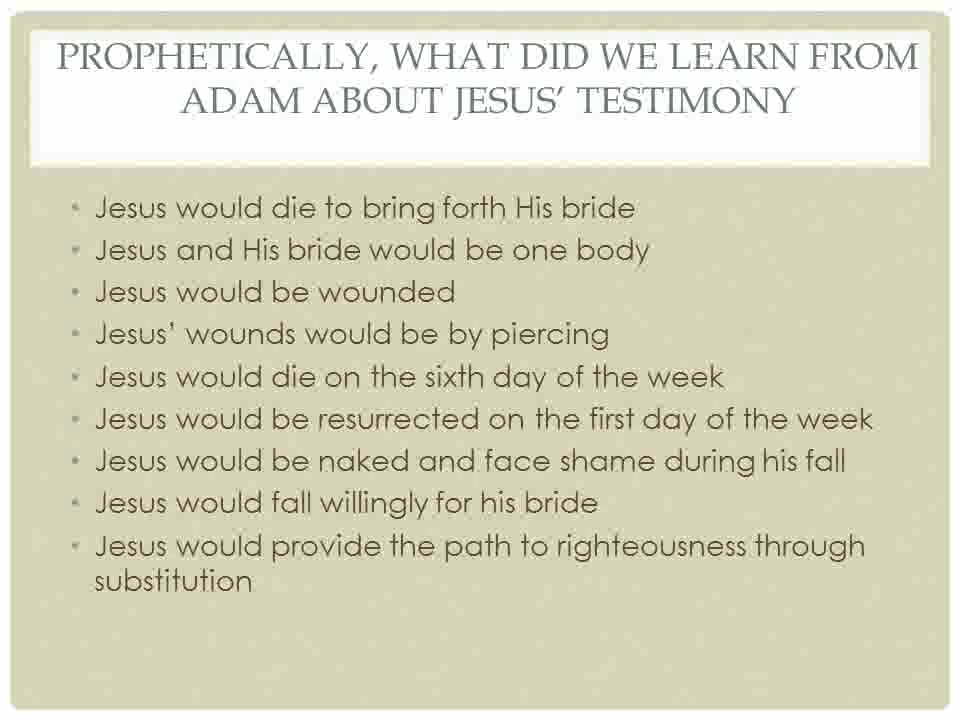 PROPHETICALLY, WHAT DID WE LEARN FROM
ADAM ABOUT JESUS’ TESTIMONY
• Jesus would die to bring forth His bride
• Jesus and His bride would be one body
• Jesus would be wounded
• Jesus’ wounds would be by piercing
• Jesus would die on the sixth day of the week
• Jesus would be resurrected on the first day of the week
• Jesus would be naked and face shame during his fall
• Jesus would fall willingly for his bride
• Jesus would provide the path to righteousness through
substitution